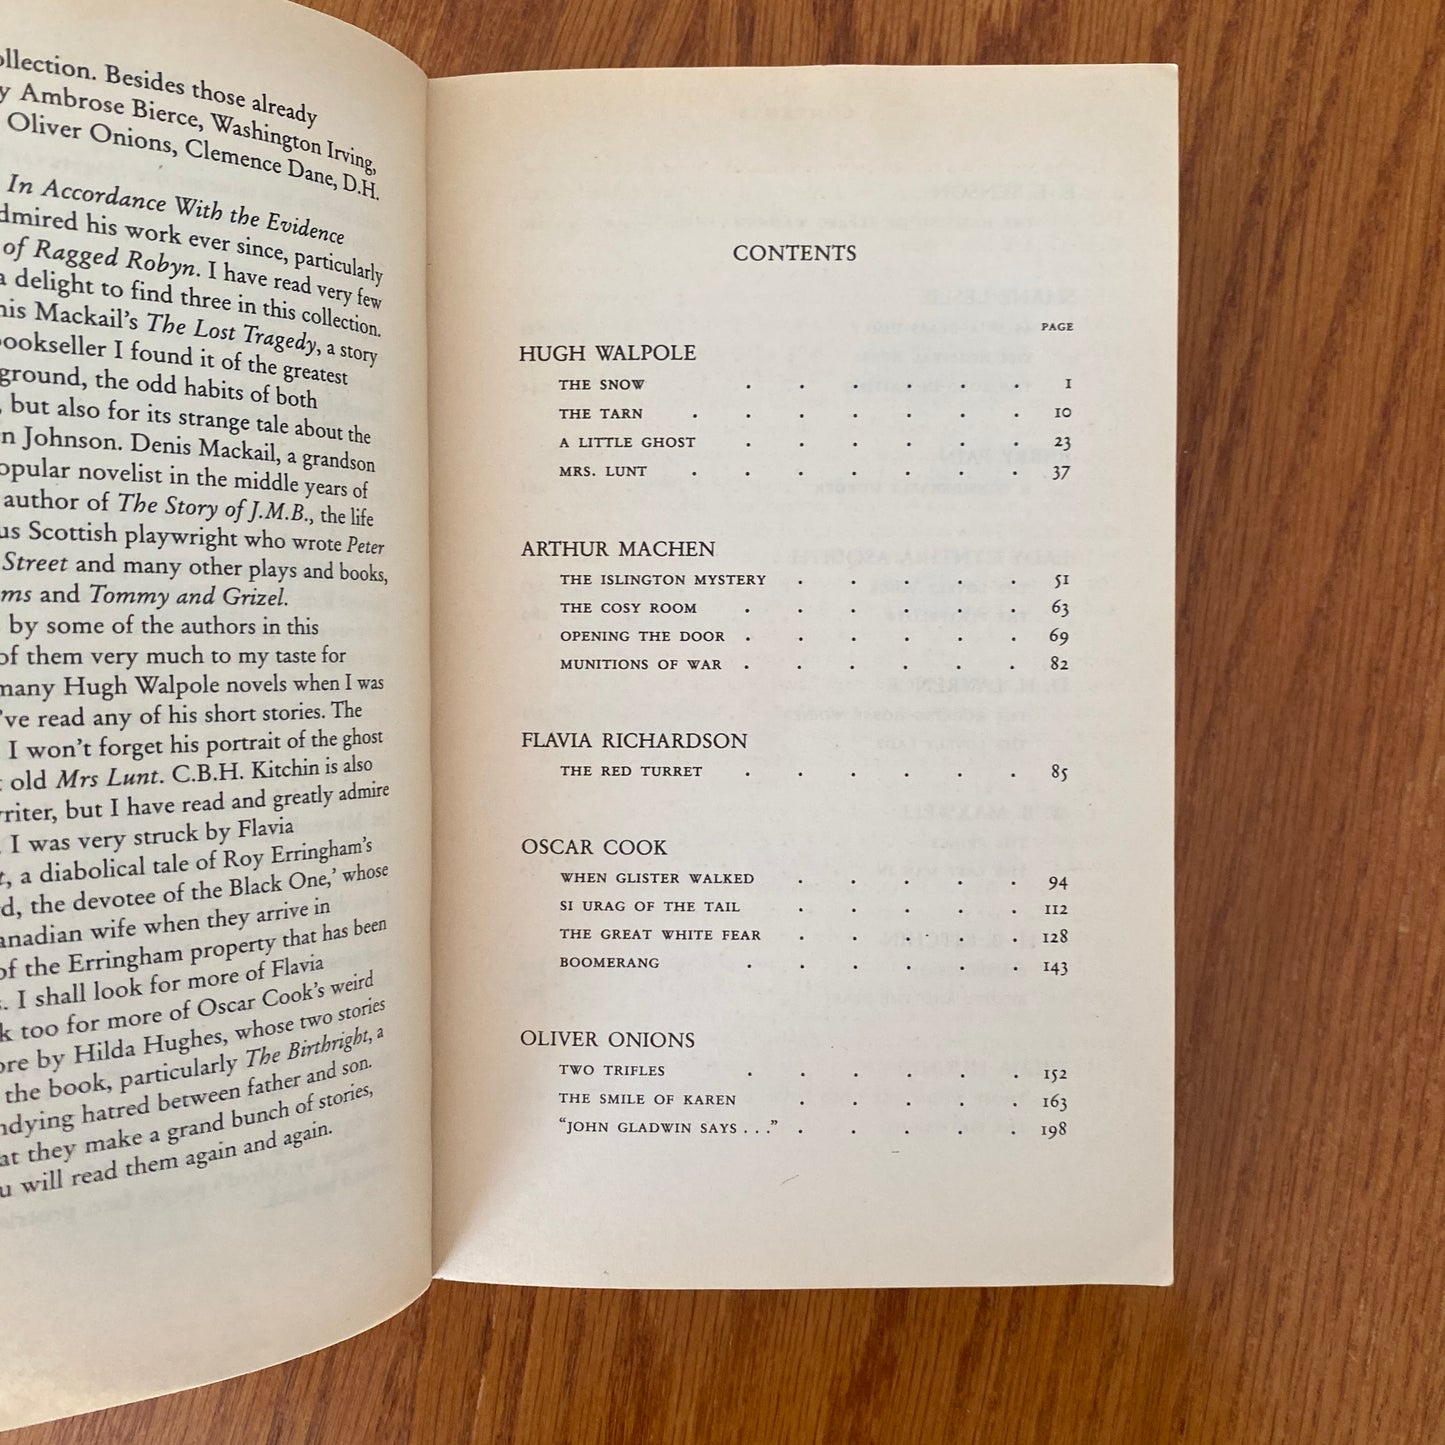 ollection. Besides those already
y Ambrose Bierce, Washington Irving,
Oliver Onions, Clemence Dane, D.H.
In Accordance With the Evidence
dmired his work ever since, particularly
of Ragged Robyn. I have read very few
a delight to find three in this collection.
nis Mackail's The Lost Tragedy, a story
bookseller I found it of the greatest
ground, the odd habits of both
, but also for its strange tale about the
n Johnson. Denis Mackail, a grandson
opular novelist in the middle years of
author of The Story of J.M.B., the life
us Scottish playwright who wrote Peter
Street and many other plays and books,
ms and Tommy and Grizel.
by some of the authors in this
of them very much to my taste for
many Hugh Walpole novels when I was
've read any of his short stories. The
I won't forget his portrait of the ghost
t old Mrs Lunt. C.B.H. Kitchin is also
writer, but I have read and greatly admire
I was very struck by Flavia
t, a diabolical tale of Roy Erringham's
d, the devotee of the Black One,' whose
anadian wife when they arrive in
of the Erringham property that has been
. I shall look for more of Flavia
k too for more of Oscar Cook's weird
ore by Hilda Hughes, whose two stories
the book, particularly The Birthright, a
ndying hatred between father and son.
at they make a grand bunch of stories,
u will read them again and again.
CONTENTS
PAGE
HUGH WALPOLE
THE SNOW . . . . . . 1
THE TARN . . . . . . . 10
A LITTLE GHOST . . . . . . 23
MRS. LUNT . . . . . . . 37
ARTHUR MACHEN
THE ISLINGTON MYSTERY . . . . . 51
THE COSY ROOM . . . . . . 63
OPENING THE DOOR . . . . . . 69
MUNITIONS OF WAR . . . . . . 82
FLAVIA RICHARDSON
THE RED TURRET . . . . . . 85
OSCAR COOK
WHEN GLISTER WALKED . . . . . 94
SI URAG OF THE TAIL . . . . . 112
THE GREAT WHITE FEAR . . . . . 128
BOOMERANG . . . . . . 143
OLIVER ONIONS
TWO TRIFLES . . . . . . 152
THE SMILE OF KAREN . . . . . 163
"JOHN GLADWIN SAYS . . ." . . . . . 198